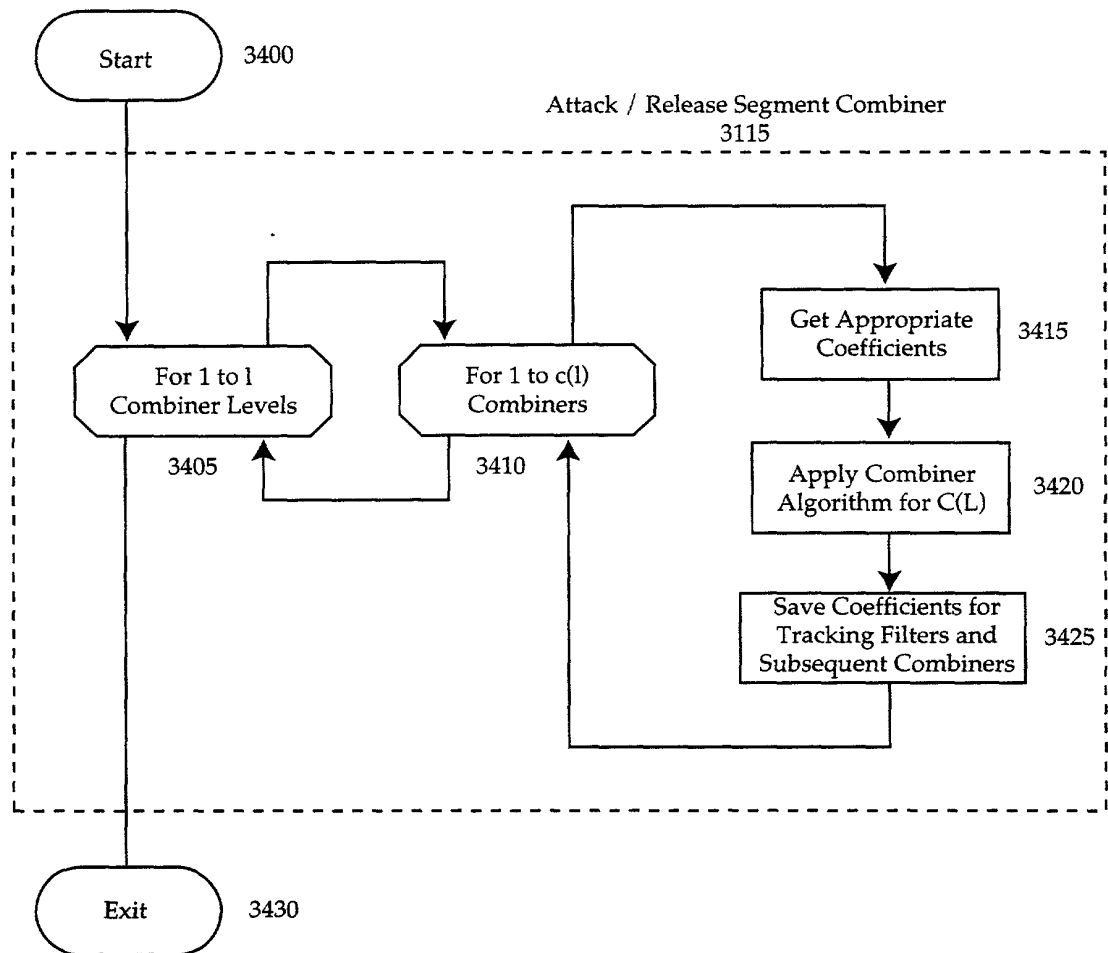 Start
3400
Attack / Release Segment Combiner
3115
For 1 to l
Combiner Levels
3405
For 1 to c(l)
Combiners
3410
Get Appropriate
Coefficients
3415
Apply Combiner
Algorithm for C(L)
3420
Save Coefficients for
Tracking Filters and
Subsequent Combiners
3425
Exit
3430